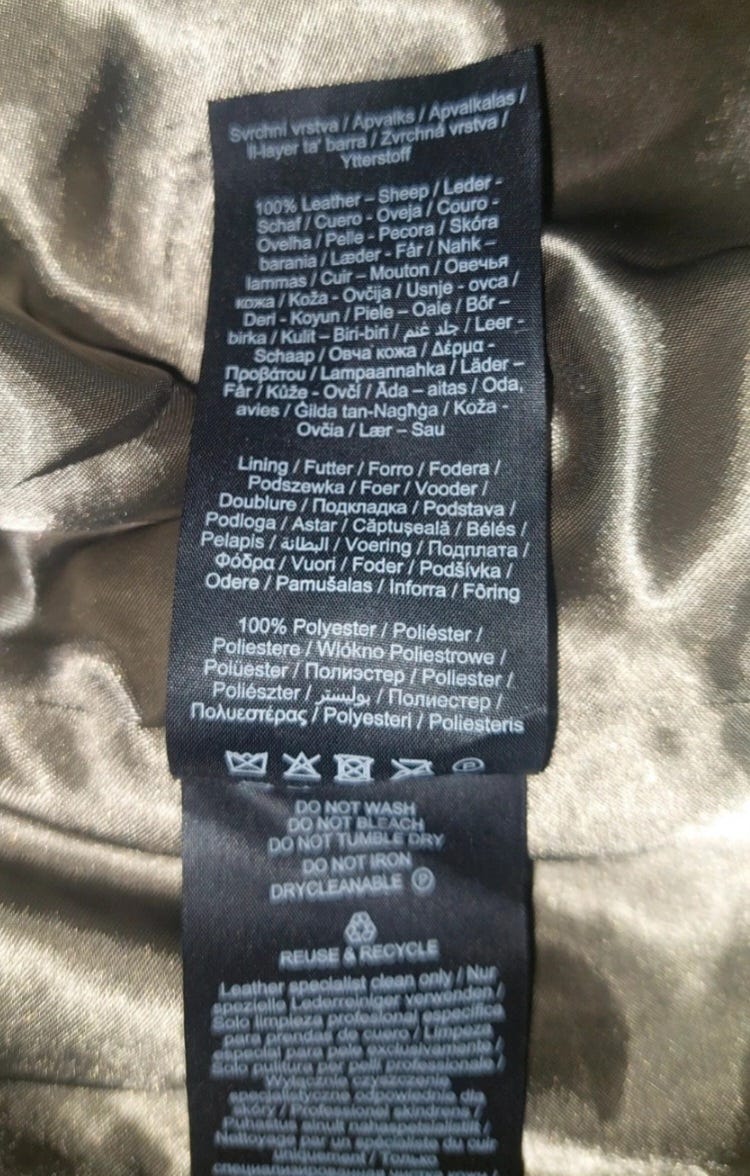 Svrchní vrstva / Apvalks / Apvalkalas /
Il-layer ta' barra / Zvrchná vrstva /
Ytterstoff
100% Leather – Sheep / Leder -
Schaf / Cuero - Oveja / Couro -
Ovelha / Pelle - Pecora / Skóra
barania / Læder - Får / Nahk –
lammas / Cuir – Mouton / Овечья
кожа / Koža - Ovčija / Usnje - ovca /
Deri - Koyun / Piele – Oaie / Bőr –
birka / Kulit – Biri-biri / جلد غنم / Leer -
Schaap / Овча кожа / Δέρμα -
Προβάτου / Lampaannahka / Läder –
Får / Kůže - Ovčí / Āda – aitas / Oda,
avies / Ġilda tan-Nagħġa / Koža -
Ovčia / Lær – Sau
Lining / Futter / Forro / Fodera /
Podszewka / Foer / Vooder /
Doublure / Подкладка / Podstava /
Podloga / Astar / Căptușeală / Bélés /
Pelapis / البطانة / Voering / Подплата /
Φόδρα / Vuori / Foder / Podšívka /
Odere / Pamušalas / Inforra / Fôring
100% Polyester / Poliéster /
Poliestere / Włókno Poliestrowe /
Polüester / Полиэстер / Poliester /
Poliészter / بوليستر / Полиестер /
Πολυεστέρας / Polyesteri / Poliesteris
P
DO NOT WASH
DO NOT BLEACH
DO NOT TUMBLE DRY
DO NOT IRON
DRYCLEANABLE P
REUSE & RECYCLE
Leather specialist clean only / Nur
spezielle Lederreiniger verwenden /
Solo limpieza profesional específica
para prendas de cuero / Limpeza
especial para pele exclusivamente /
Solo pulitura per pelli professionale /
Wyłącznie czyszczenie
specjalistyczne odpowiednie dla
skóry / Professionel skindrens /
Puhastus ainult nahaspetsialistilt /
Nettoyage par un spécialiste du cuir
uniquement / Только